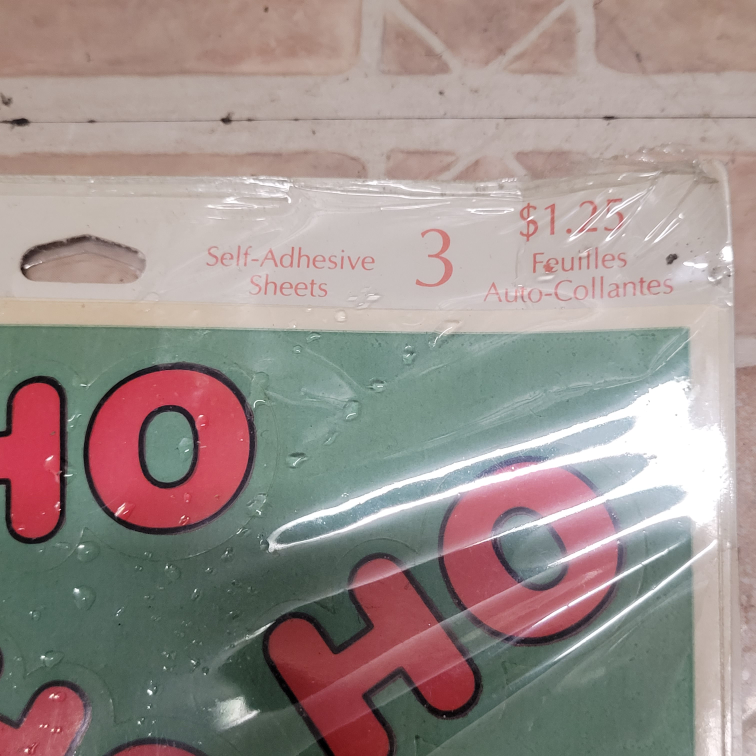 $1.25
Self-Adhesive
Sheets
3
Feuilles
Auto-Collantes
HO
HO